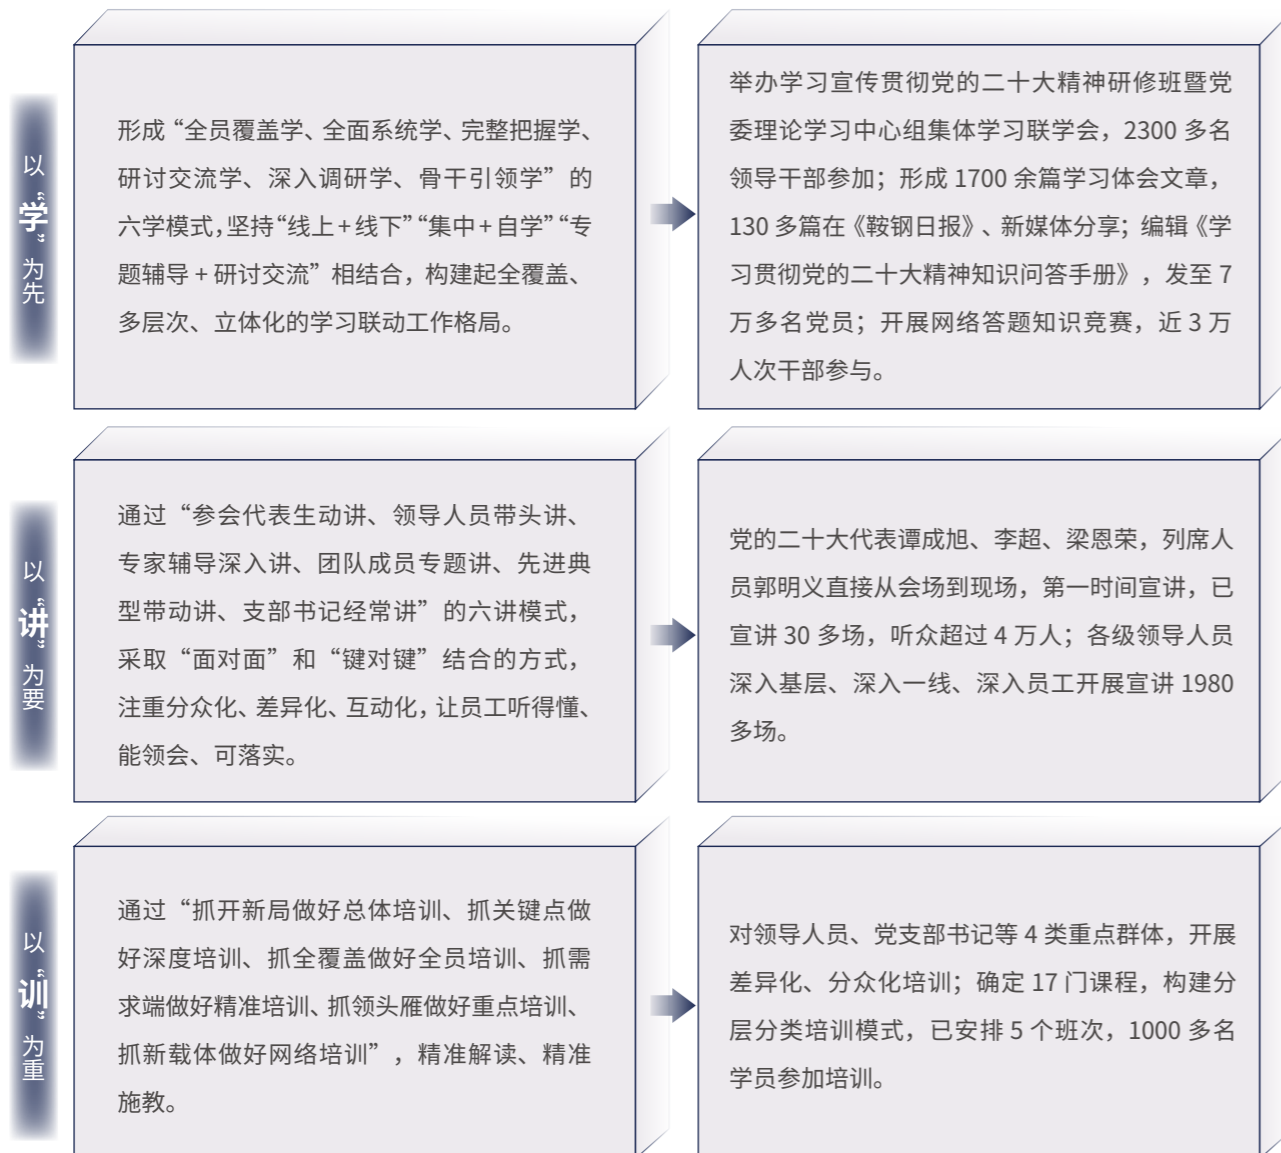 以“学”为先
形成“全员覆盖学、全面系统学、完整把握学、
研讨交流学、深入调研学、骨干引领学”的
六学模式，坚持“线上+线下”“集中+自学”“专
题辅导+研讨交流”相结合，构建起全覆盖、
多层次、立体化的学习联动工作格局。
举办学习宣传贯彻党的二十大精神研修班暨党
委理论学习中心组集体学习联学会，2300 多名
领导干部参加；形成 1700 余篇学习体会文章，
130 多篇在《鞍钢日报》、新媒体分享；编辑《学
习贯彻党的二十大精神知识问答手册》，发至 7
万多名党员；开展网络答题知识竞赛，近 3 万
人次干部参与。
以“讲”为要
通过“参会代表生动讲、领导人员带头讲、
专家辅导深入讲、团队成员专题讲、先进典
型带动讲、支部书记经常讲”的六讲模式，
采取“面对面”和“键对键”结合的方式，
注重分众化、差异化、互动化，让员工听得懂、
能领会、可落实。
党的二十大代表谭成旭、李超、梁恩荣，列席人
员郭明义直接从会场到现场，第一时间宣讲，已
宣讲 30 多场，听众超过 4 万人；各级领导人员
深入基层、深入一线、深入员工开展宣讲 1980
多场。
以“训”为重
通过“抓开新局做好总体培训、抓关键点做
好深度培训、抓全覆盖做好全员培训、抓需
求端做好精准培训、抓领头雁做好重点培训、
抓新载体做好网络培训”，精准解读、精准
施教。
对领导人员、党支部书记等 4 类重点群体，开展
差异化、分众化培训；确定 17 门课程，构建分
层分类培训模式，已安排 5 个班次，1000 多名
学员参加培训。